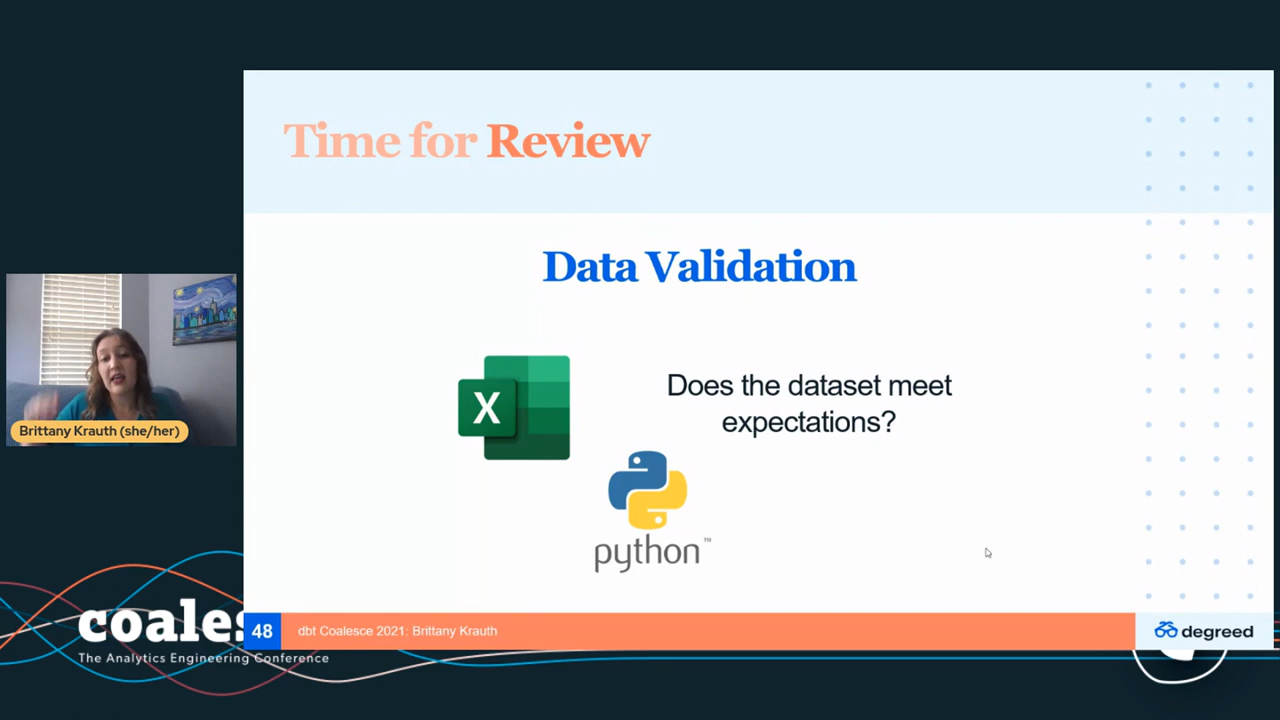 Time for Review
Data Validation
Does the dataset meet
expectations?
X
python™
Brittany Krauth (she/her)
48
dbt Coalesce 2021: Brittany Krauth
degreed
coales
The Analytics Engineering Conference